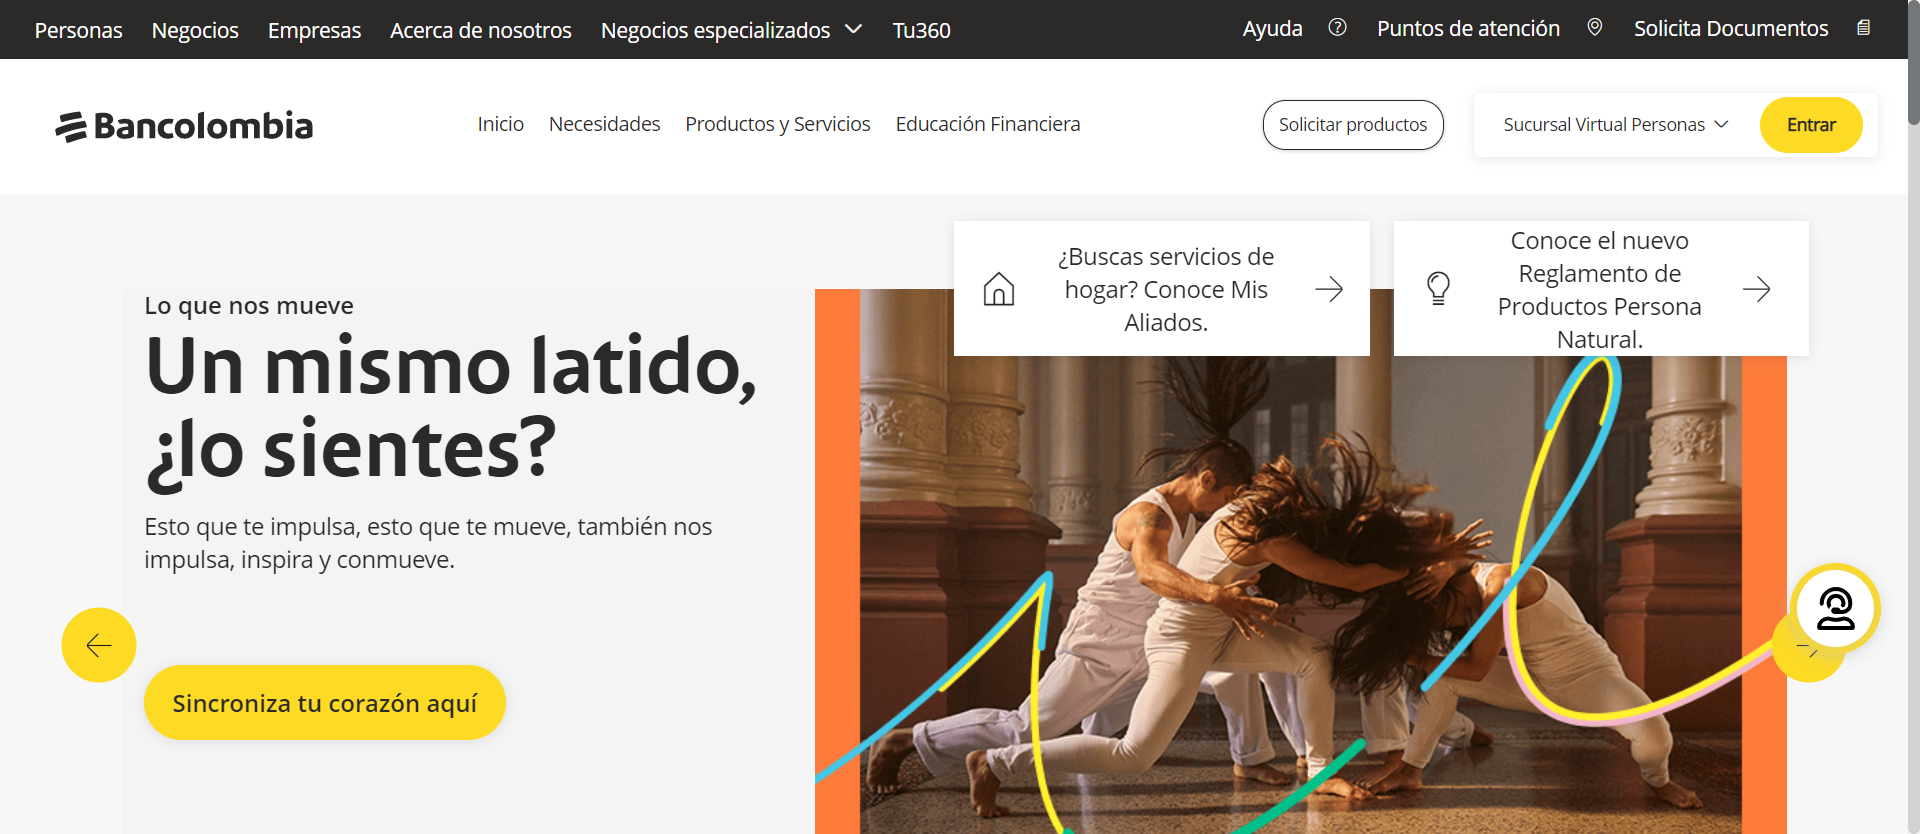 Personas Negocios Empresas Acerca de nosotros Negocios especializados Tu360 Ayuda Puntos de atención Solicita Documentos
Bancolombia Inicio Necesidades Productos y Servicios Educación Financiera Solicitar productos Sucursal Virtual Personas Entrar
¿Buscas servicios de
hogar? Conoce Mis
Aliados.
Conoce el nuevo
Reglamento de
Productos Persona
Natural.
Lo que nos mueve
Un mismo latido,
¿lo sientes?
Esto que te impulsa, esto que te mueve, también nos
impulsa, inspira y conmueve.
Sincroniza tu corazón aquí